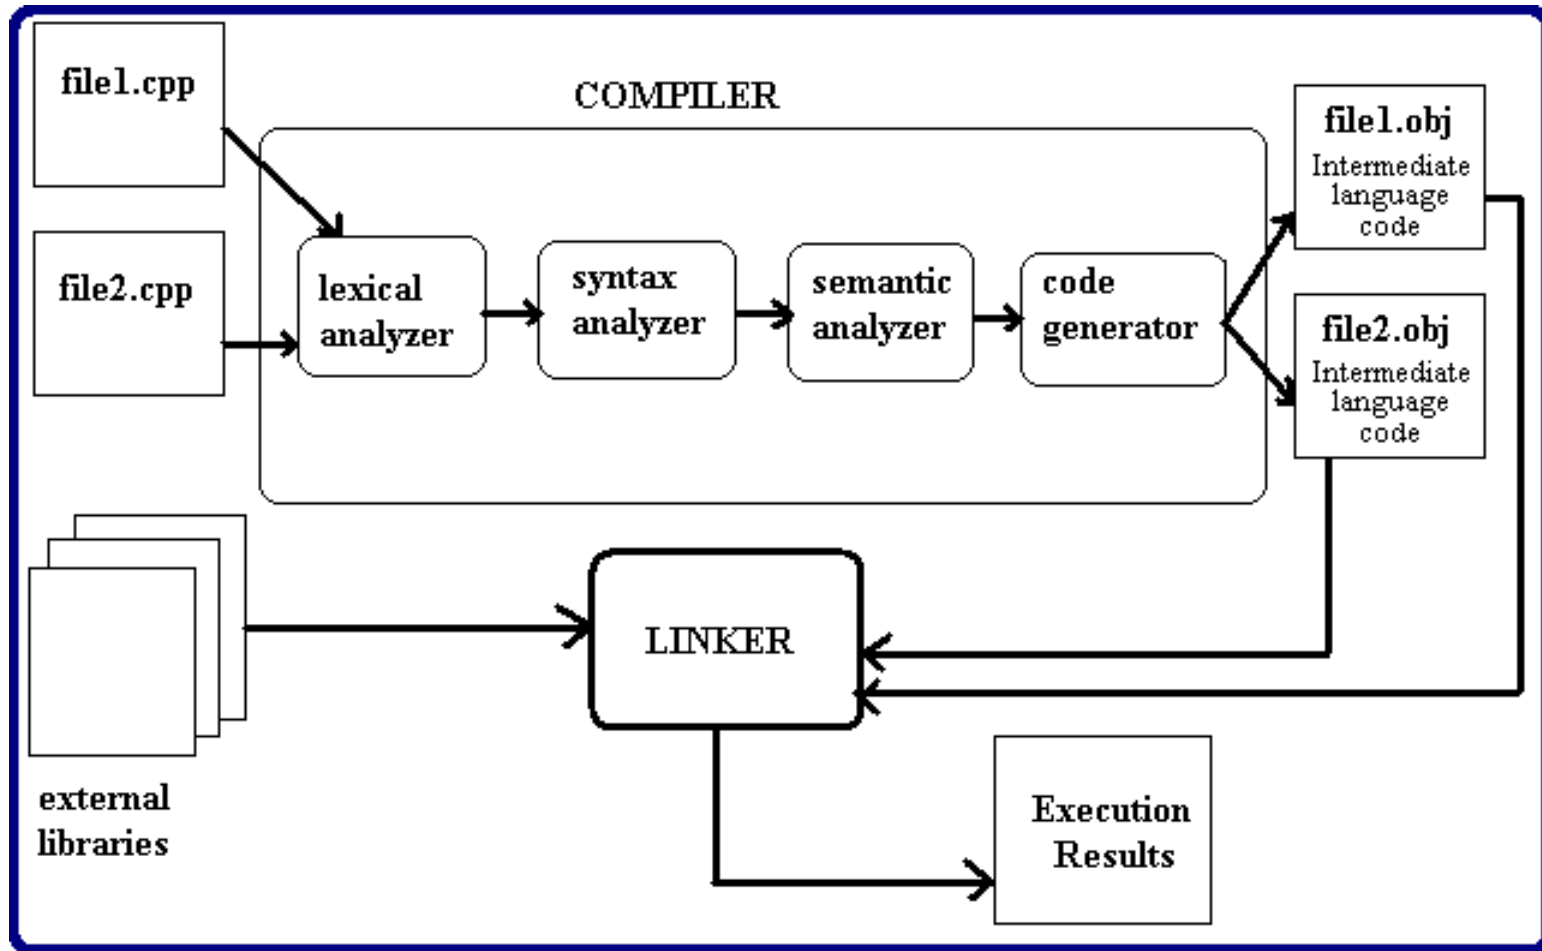 file1.cpp
file2.cpp
COMPILER
lexical
analyzer
syntax
analyzer
semantic
analyzer
code
generator
file1.obj
Intermediate
language
code
file2.obj
Intermediate
language
code
external
libraries
LINKER
Execution
Results